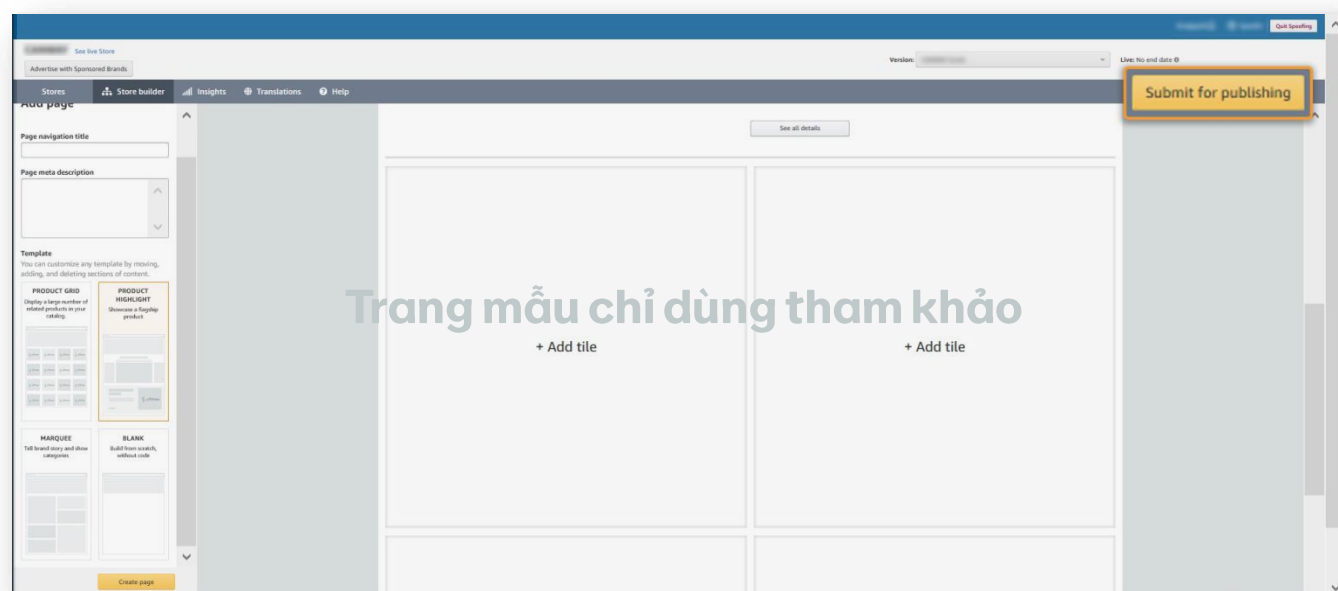 Quit Spoofing
See live Store
Advertise with Sponsored Brands
Version:
Live: No end date
Submit for publishing
Stores
Store builder
Insights
Translations
Help
Add page
Page navigation title
Page meta description
Template
You can customize any template by moving,
adding, and deleting sections of content.
PRODUCT GRID
Display a large number of
related products in your
catalog.
PRODUCT
HIGHLIGHT
Showcase a flagship
product
MARQUEE
Tell brand story and show
categories
BLANK
Build from scratch,
without code
Create page
See all details
Trang mẫu chỉ dùng tham khảo
+ Add tile
+ Add tile